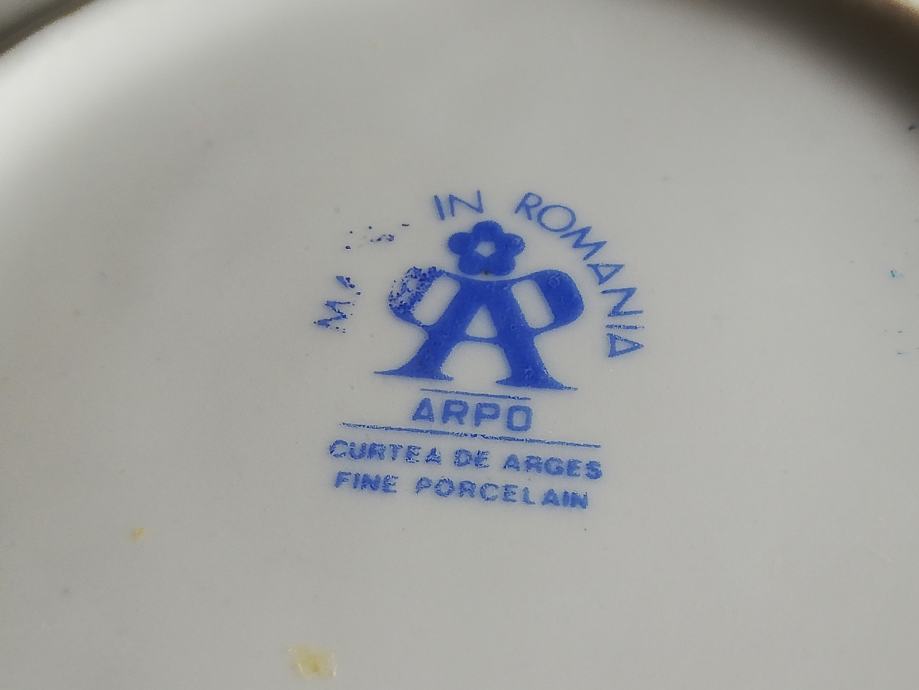 IN ROMANIA
ARPO
CURTEA DE ARGES
FINE PORCELAIN